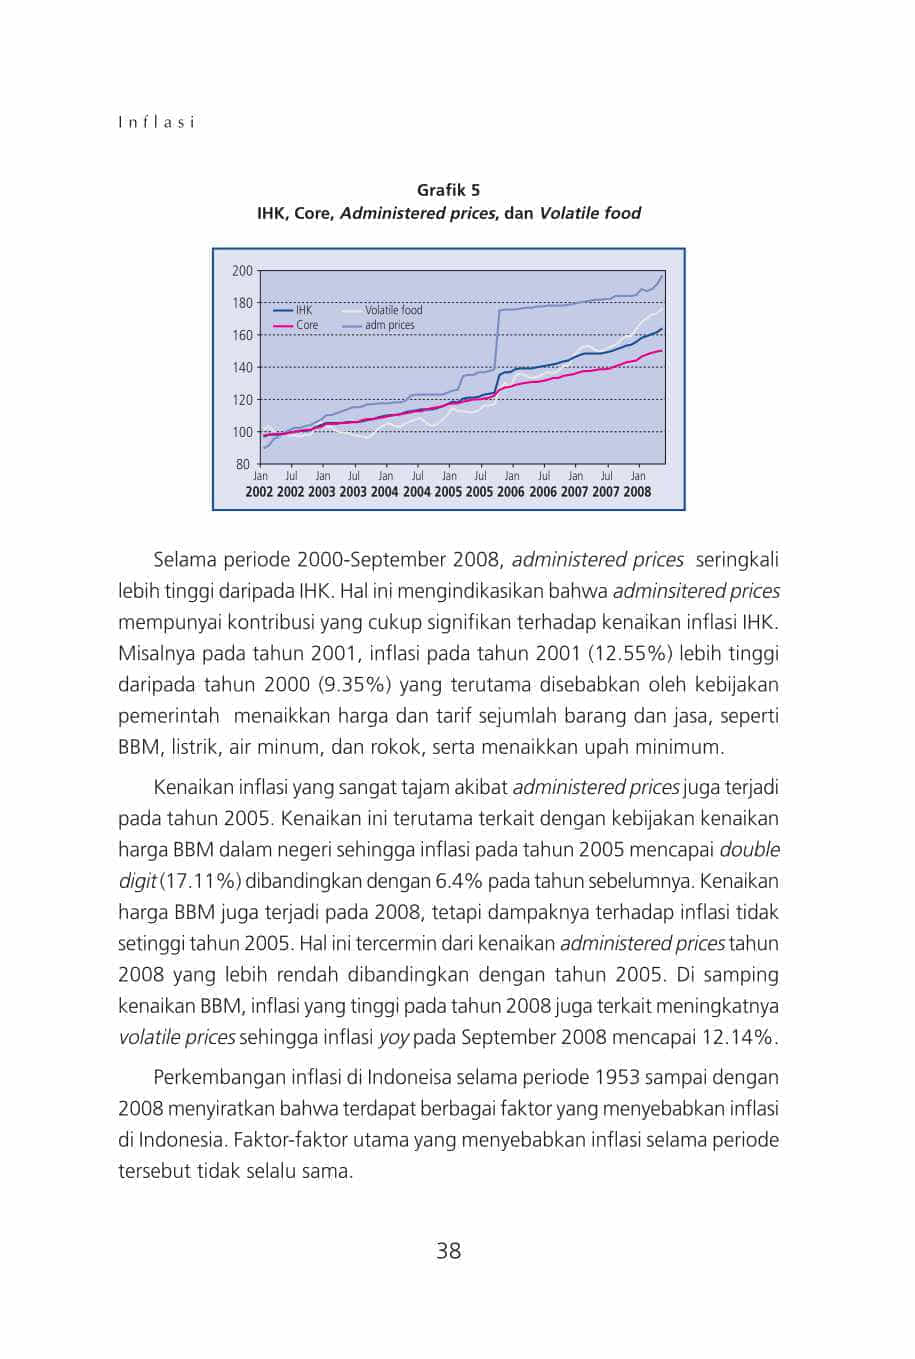 Inflasi
Grafik 5
IHK, Core, Administered prices, dan Volatile food
200
180
160
140
120
100
80
IHK
Volatile food
Core
adm prices
Jan Jul Jan Jul Jan Jul Jan Jul Jan Jul Jan Jul Jan
2002 2002 2003 2003 2004 2004 2005 2005 2006 2006 2007 2007 2008
Selama periode 2000-September 2008, administered prices seringkali
lebih tinggi daripada IHK. Hal ini mengindikasikan bahwa adminsitered prices
mempunyai kontribusi yang cukup signifikan terhadap kenaikan inflasi IHK.
Misalnya pada tahun 2001, inflasi pada tahun 2001 (12.55%) lebih tinggi
daripada tahun 2000 (9.35%) yang terutama disebabkan oleh kebijakan
pemerintah menaikkan harga dan tarif sejumlah barang dan jasa, seperti
BBM, listrik, air minum, dan rokok, serta menaikkan upah minimum.
Kenaikan inflasi yang sangat tajam akibat administered prices juga terjadi
pada tahun 2005. Kenaikan ini terutama terkait dengan kebijakan kenaikan
harga BBM dalam negeri sehingga inflasi pada tahun 2005 mencapai double
digit (17.11%) dibandingkan dengan 6.4% pada tahun sebelumnya. Kenaikan
harga BBM juga terjadi pada 2008, tetapi dampaknya terhadap inflasi tidak
setinggi tahun 2005. Hal ini tercermin dari kenaikan administered prices tahun
2008 yang lebih rendah dibandingkan dengan tahun 2005. Di samping
kenaikan BBM, inflasi yang tinggi pada tahun 2008 juga terkait meningkatnya
volatile prices sehingga inflasi yoy pada September 2008 mencapai 12.14%.
Perkembangan inflasi di Indoneisa selama periode 1953 sampai dengan
2008 menyiratkan bahwa terdapat berbagai faktor yang menyebabkan inflasi
di Indonesia. Faktor-faktor utama yang menyebabkan inflasi selama periode
tersebut tidak selalu sama.
38